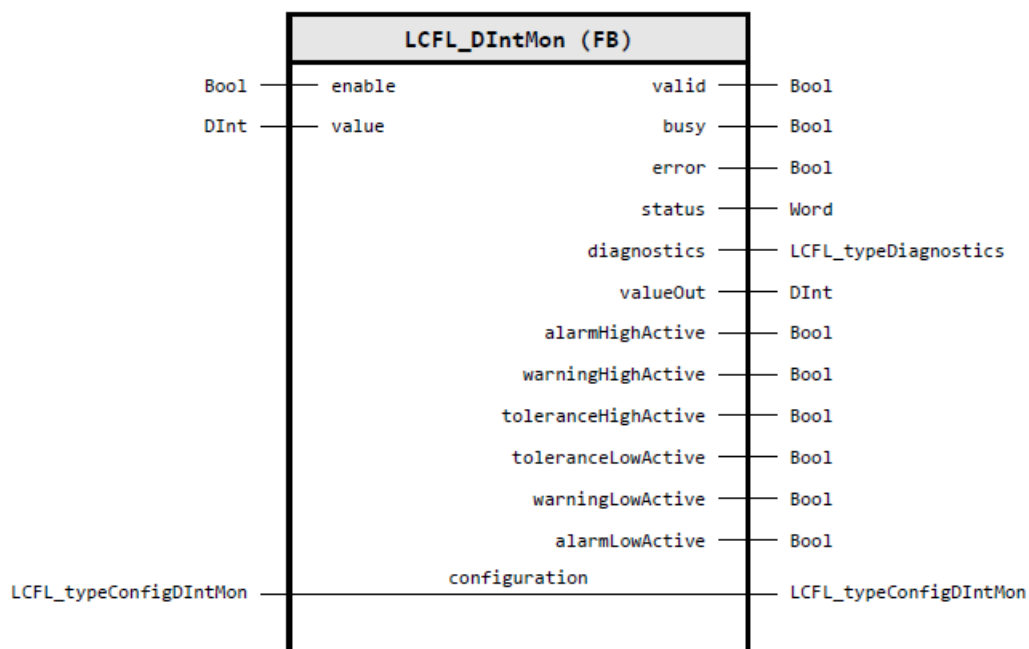 LCFL_DIntMon (FB)
Bool enable valid Bool
DInt value busy Bool
error Bool
status Word
diagnostics LCFL_typeDiagnostics
valueOut DInt
alarmHighActive Bool
warningHighActive Bool
toleranceHighActive Bool
toleranceLowActive Bool
warningLowActive Bool
alarmLowActive Bool
LCFL_typeConfigDIntMon configuration LCFL_typeConfigDIntMon